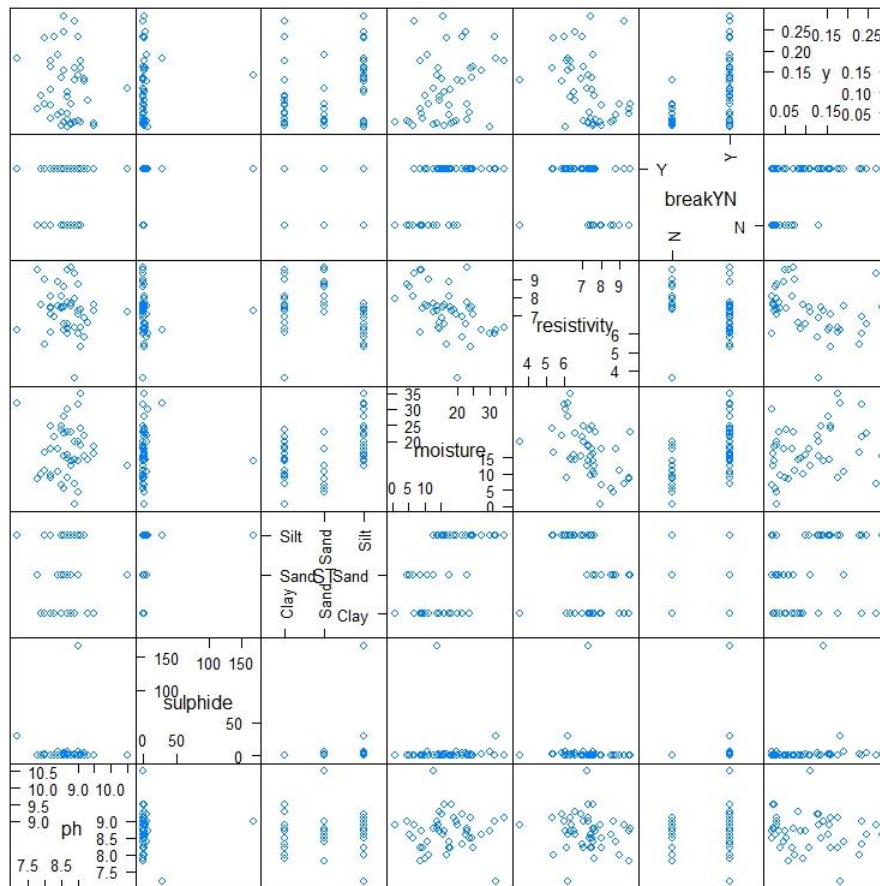 0.25 0.15 0.25
0.20
0.15 y 0.15
0.10
0.05 0.15 0.05
Y Y
breakYN
N N
9 7 8 9
8
7
resistivity
6
5
4 5 6 4
35 20 30
30
25
20
moisture
15
10
5
0 5 10 0
Silt Sand Silt
Sand ST Sand
Clay Sand Clay
150 100 150
100
sulphide
50
0 50 0
10.5
10.0 9.0 10.0
9.5
9.0
ph 9.0
8.5
8.0
7.5 8.5 7.5